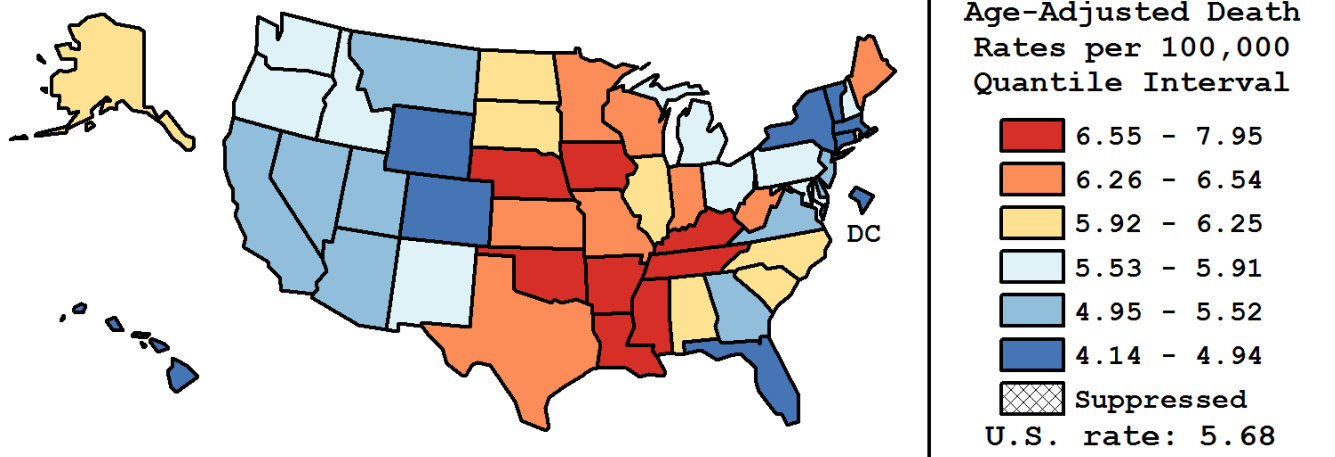 DC
Age-Adjusted Death
Rates per 100,000
Quantile Interval
6.55 - 7.95
6.26 - 6.54
5.92 - 6.25
5.53 - 5.91
4.95 - 5.52
4.14 - 4.94
Suppressed
U.S. rate: 5.68